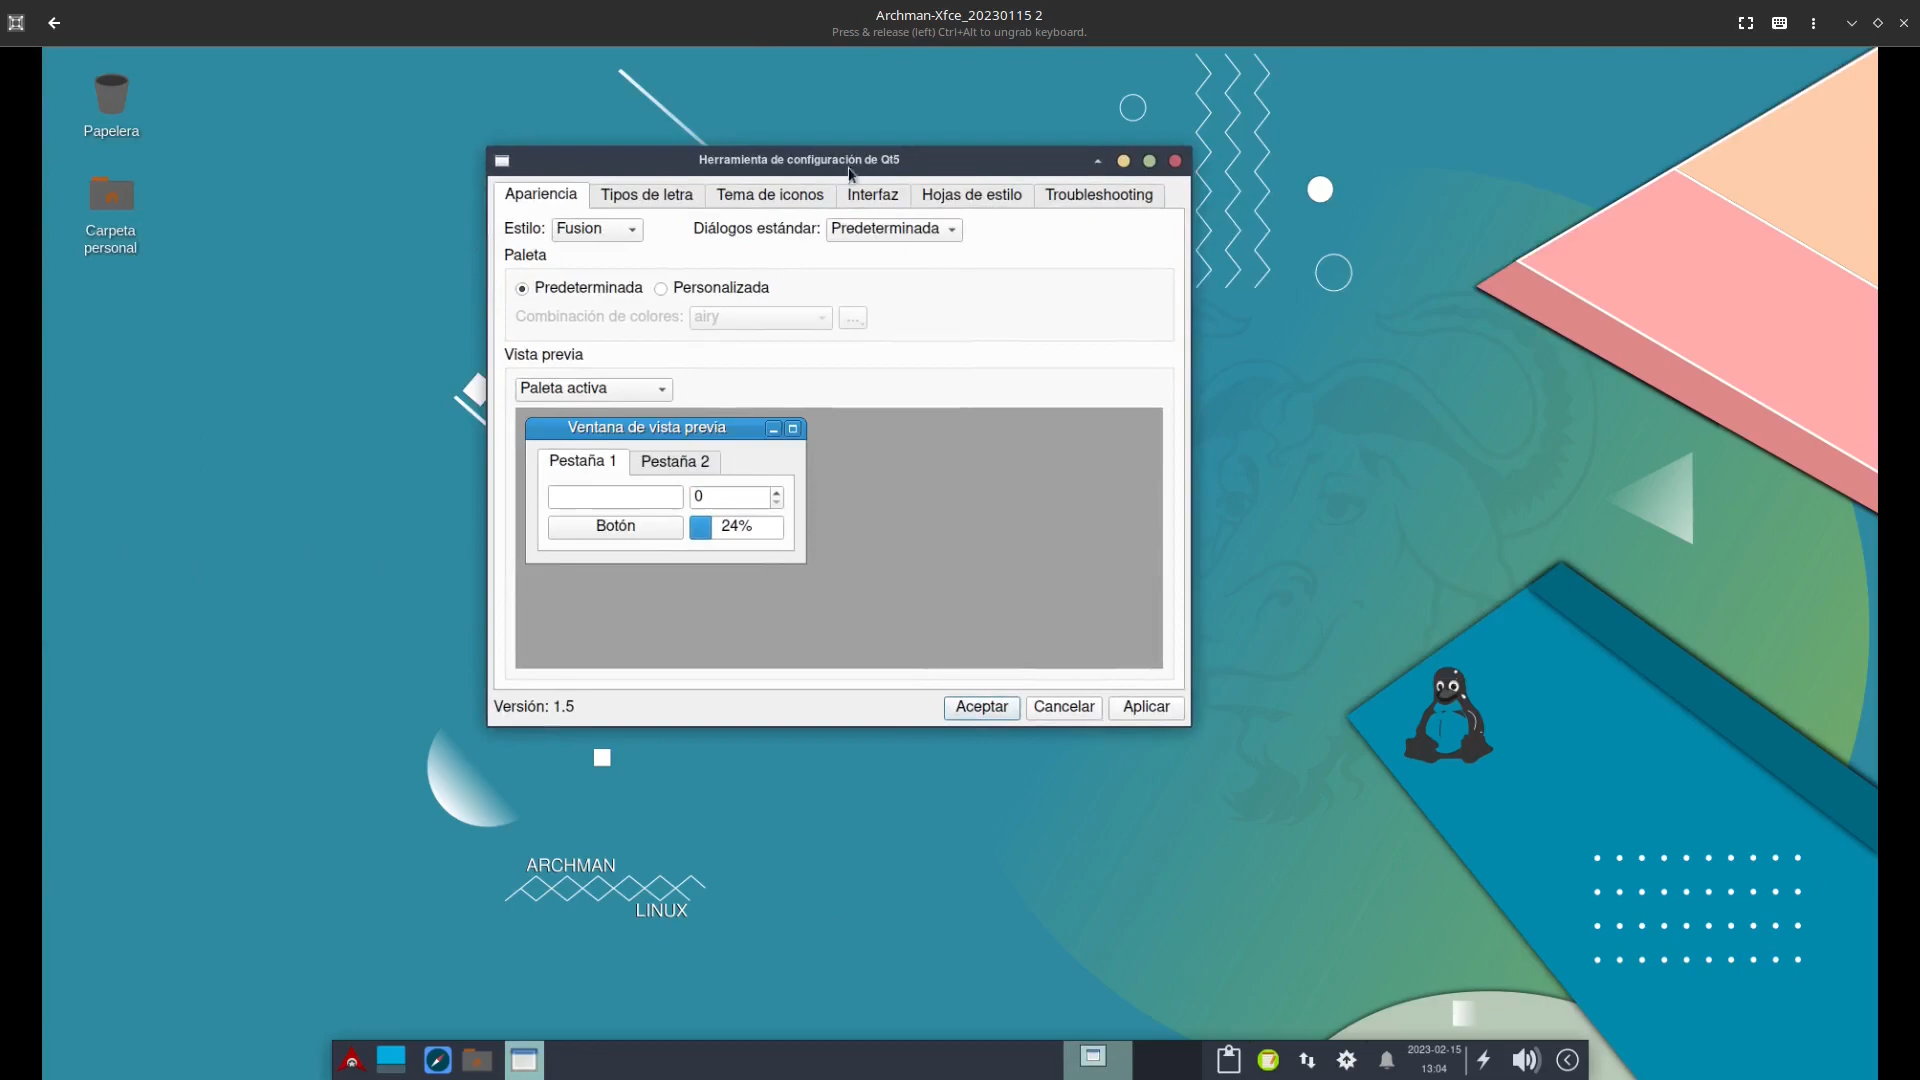 Archman-Xfce_20230115 2
Press & release (left) Ctrl+Alt to ungrab keyboard.
Papelera
Carpeta
personal
Herramienta de configuración de Qt5
Apariencia Tipos de letra Tema de iconos Interfaz Hojas de estilo Troubleshooting
Estilo: Fusion Diálogos estándar: Predeterminada
Paleta
Predeterminada Personalizada
Combinación de colores: airy ...
Vista previa
Paleta activa
Ventana de vista previa
Pestaña 1 Pestaña 2
0
Botón 24%
Versión: 1.5 Aceptar Cancelar Aplicar
ARCHMAN
LINUX
2023-02-15
13:04